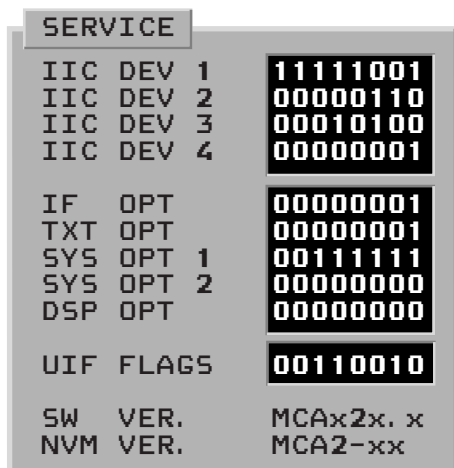 SERVICE
IIC DEV 1 11111001
IIC DEV 2 00000110
IIC DEV 3 00010100
IIC DEV 4 00000001
IF OPT 00000001
TXT OPT 00000001
SYS OPT 1 00111111
SYS OPT 2 00000000
DSP OPT 00000000
UIF FLAGS 00110010
SW VER. MCAx2x.x
NVM VER. MCA2-xx